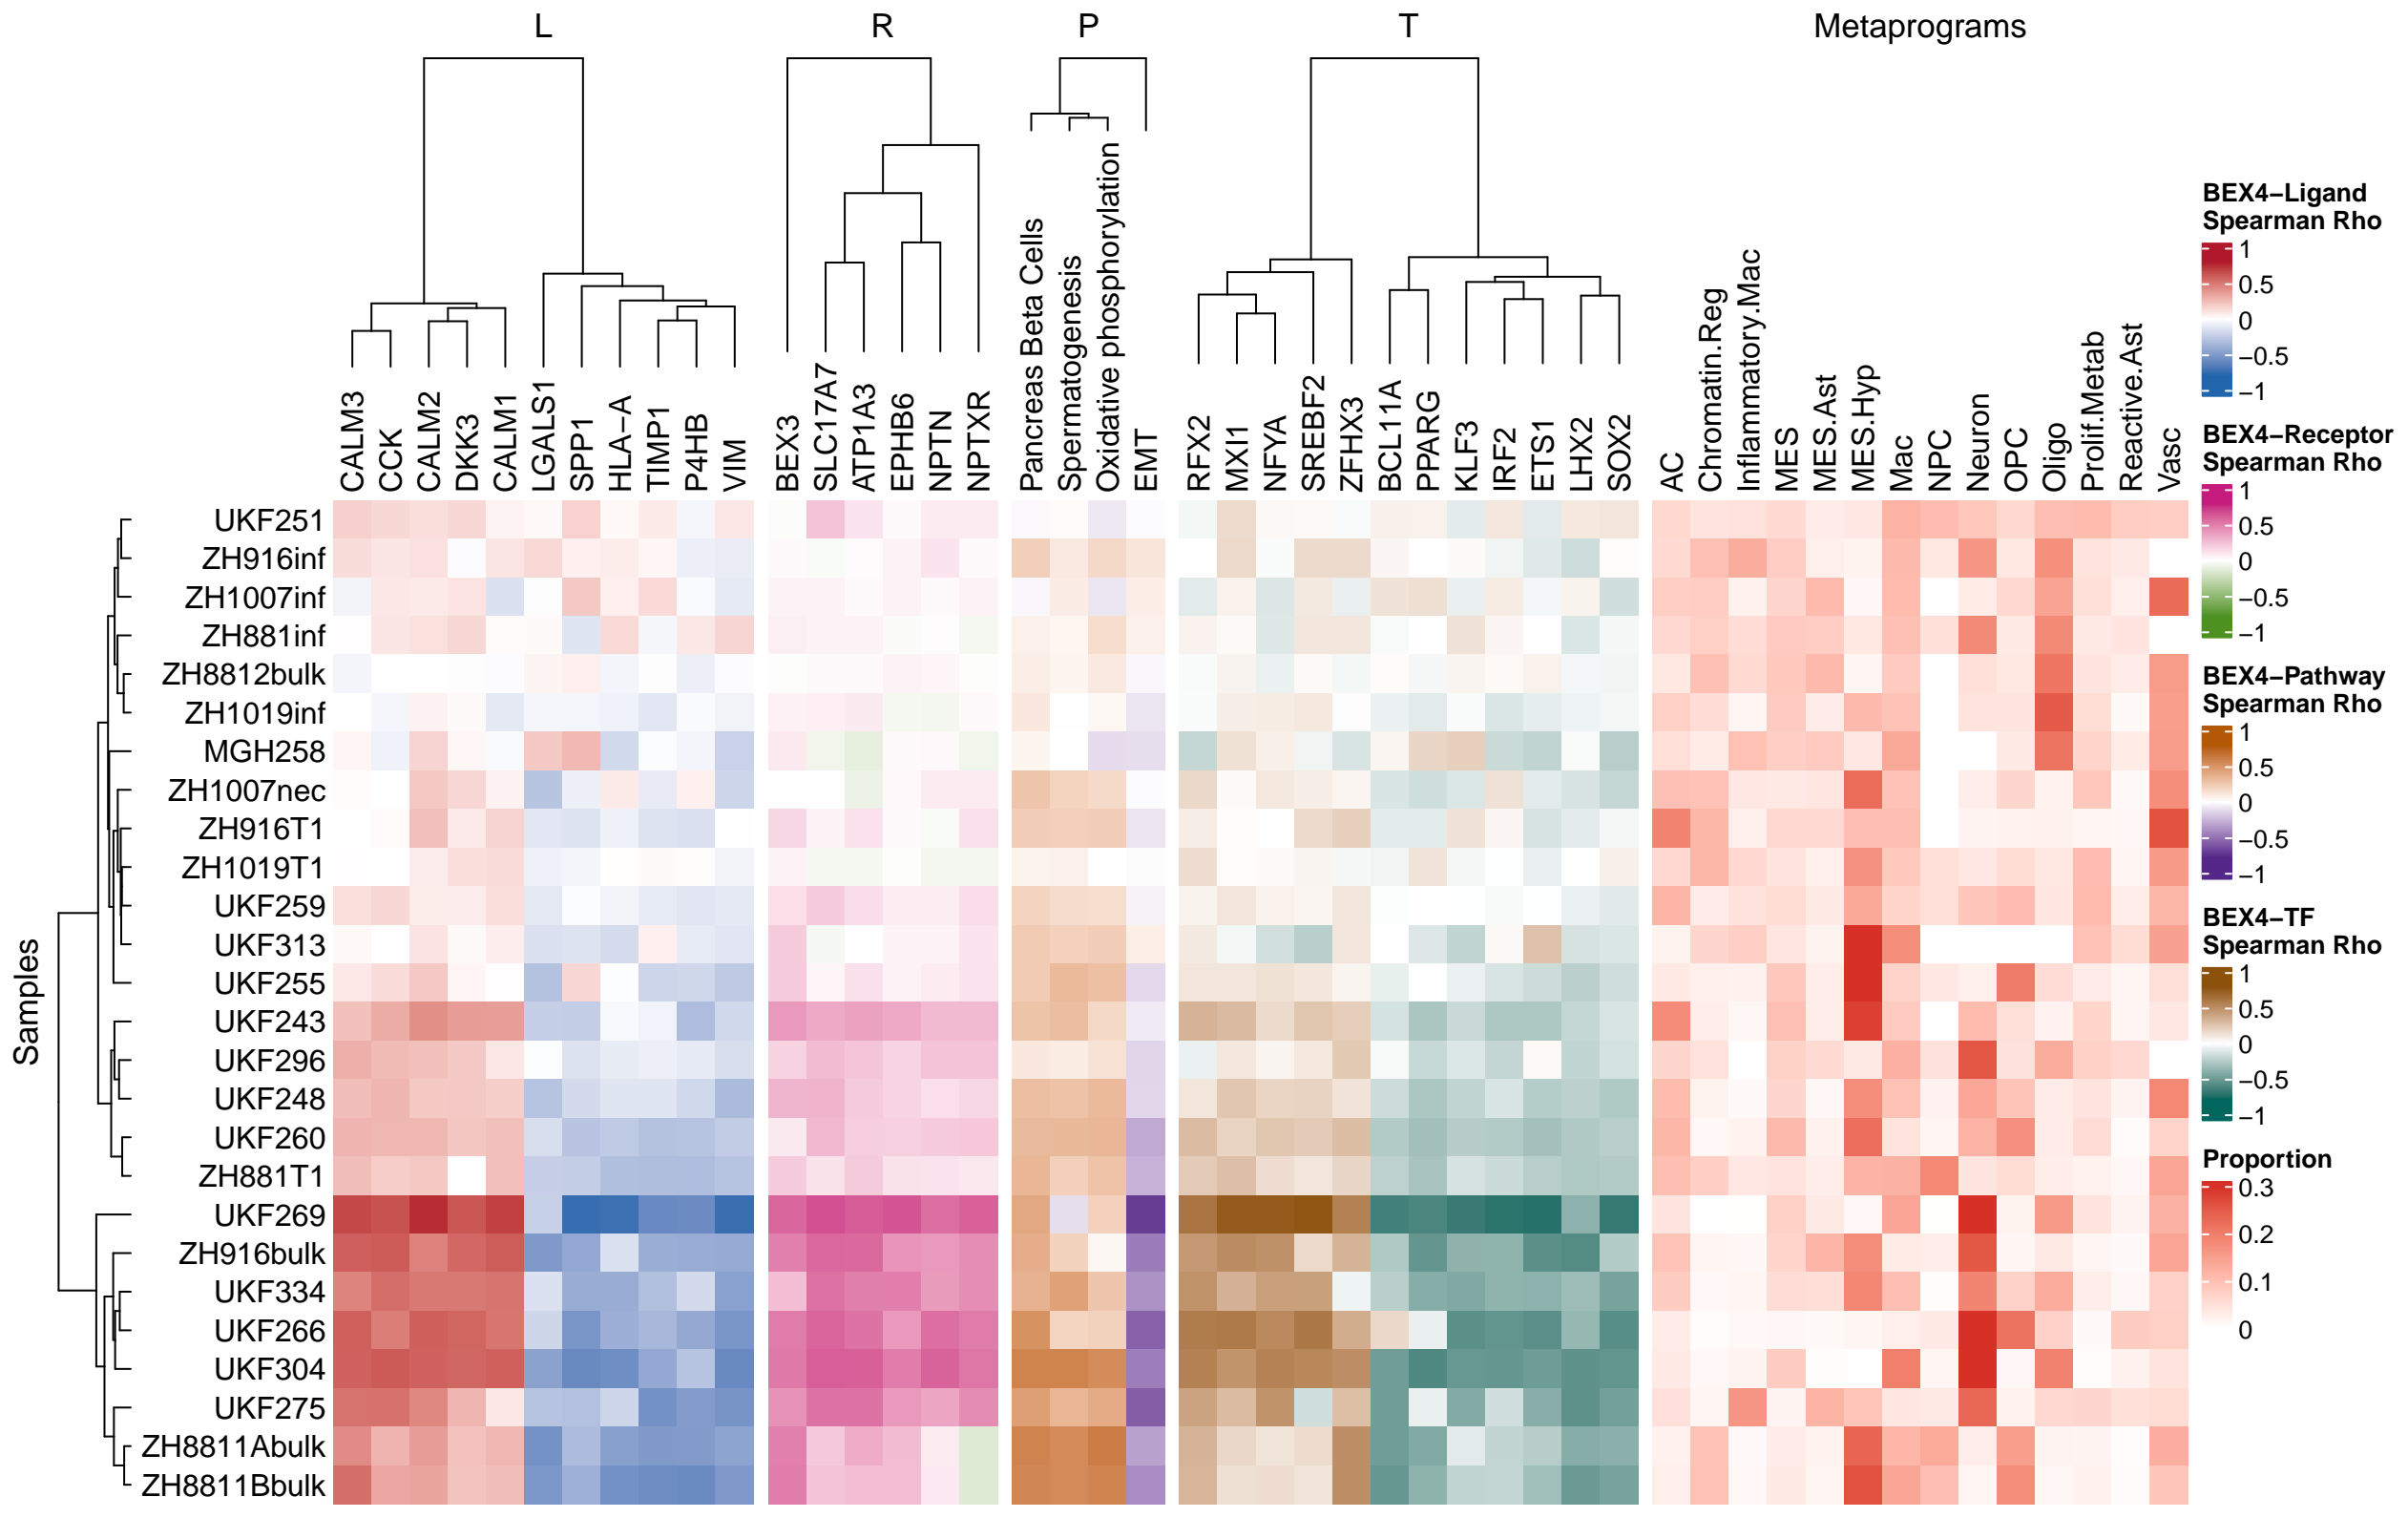 L
R
P
T
Metaprograms
CALM3
CCK
CALM2
DKK3
CALM1
LGALS1
SPP1
HLA−A
TIMP1
P4HB
VIM
BEX3
SLC17A7
ATP1A3
EPHB6
NPTN
NPTXR
Pancreas Beta Cells
Spermatogenesis
Oxidative phosphorylation
EMT
RFX2
MXI1
NFYA
SREBF2
ZFHX3
BCL11A
PPARG
KLF3
IRF2
ETS1
LHX2
SOX2
AC
Chromatin.Reg
Inflammatory.Mac
MES
MES.Ast
MES.Hyp
Mac
NPC
Neuron
OPC
Oligo
Prolif.Metab
Reactive.Ast
Vasc
Samples
UKF251
ZH916inf
ZH1007inf
ZH881inf
ZH8812bulk
ZH1019inf
MGH258
ZH1007nec
ZH916T1
ZH1019T1
UKF259
UKF313
UKF255
UKF243
UKF296
UKF248
UKF260
ZH881T1
UKF269
ZH916bulk
UKF334
UKF266
UKF304
UKF275
ZH8811Abulk
ZH8811Bbulk
BEX4−Ligand
Spearman Rho
1
0.5
0
−0.5
−1
BEX4−Receptor
Spearman Rho
1
0.5
0
−0.5
−1
BEX4−Pathway
Spearman Rho
1
0.5
0
−0.5
−1
BEX4−TF
Spearman Rho
1
0.5
0
−0.5
−1
Proportion
0.3
0.2
0.1
0